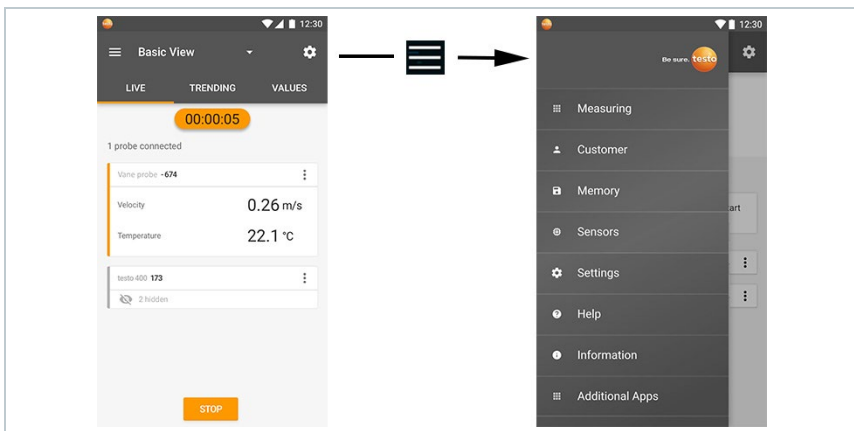 12:30
Basic View
LIVE TRENDING VALUES
00:00:05
1 probe connected
Vane probe -674
Velocity 0.26 m/s
Temperature 22.1 °C
testo 400 173
2 hidden
STOP
12:30
Be sure. testo
Measuring
Customer
Memory
tart
Sensors
Settings
Help
Information
Additional Apps